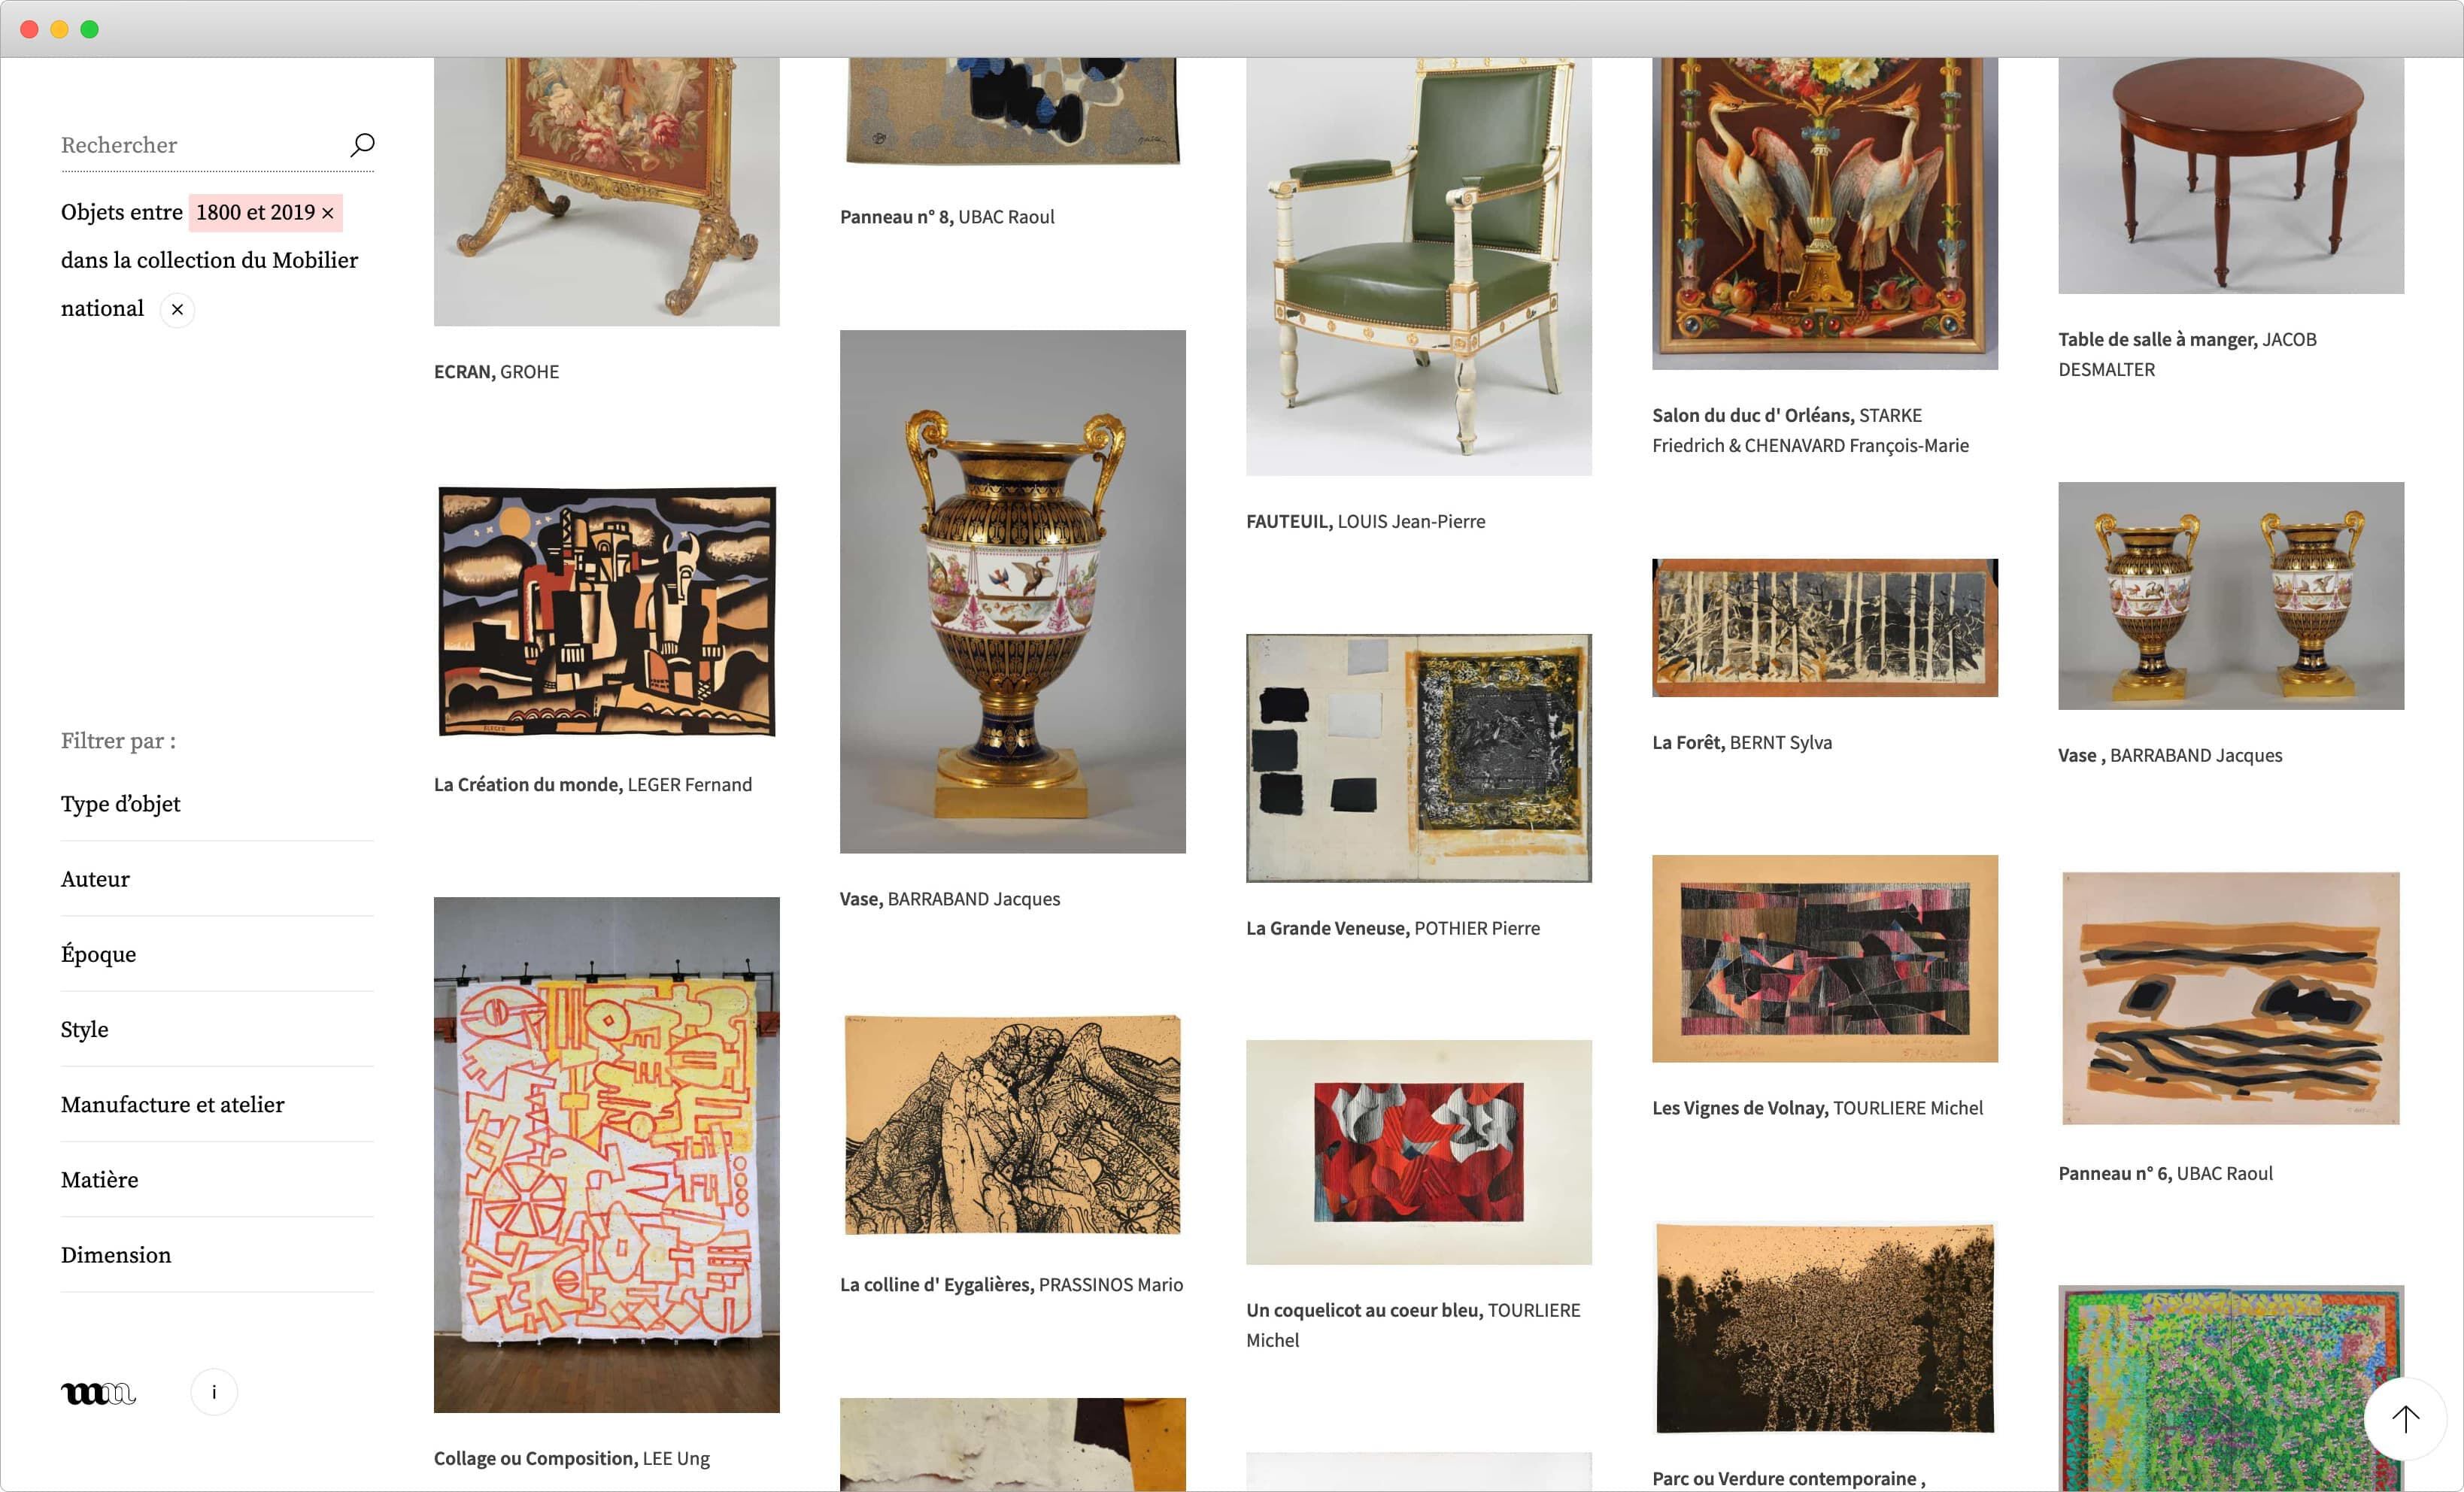 Rechercher
Objets entre 1800 et 2019 ×
dans la collection du Mobilier
national ×
Filtrer par :
Type d’objet
Auteur
Époque
Style
Manufacture et atelier
Matière
Dimension
i
ECRAN, GROHE
La Création du monde, LEGER Fernand
Collage ou Composition, LEE Ung
Panneau n° 8, UBAC Raoul
Vase, BARRABAND Jacques
La colline d' Eygalières, PRASSINOS Mario
FAUTEUIL, LOUIS Jean-Pierre
La Grande Veneuse, POTHIER Pierre
Un coquelicot au coeur bleu, TOURLIERE
Michel
Salon du duc d' Orléans, STARKE
Friedrich & CHENAVARD François-Marie
La Forêt, BERNT Sylva
Les Vignes de Volnay, TOURLIERE Michel
Parc ou Verdure contemporaine ,
Table de salle à manger, JACOB
DESMALTER
Vase , BARRABAND Jacques
Panneau n° 6, UBAC Raoul